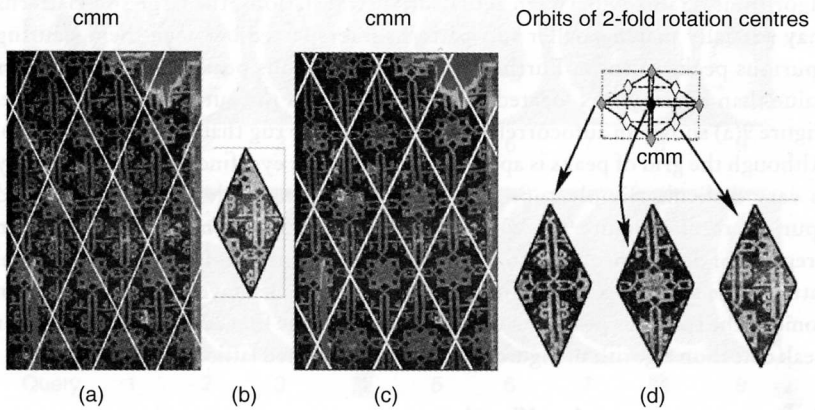 cmm
cmm
Orbits of 2-fold rotation centres
cmm
(a)
(b)
(c)
(d)